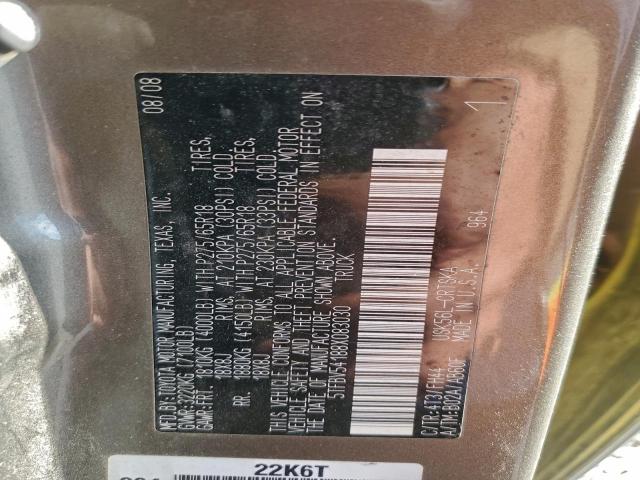 MFD. BY: TOYOTA MOTOR MANUFACTURING, TEXAS, INC. 08/08
GVWR: 3220KG (7100LB)
GAWR: FRT 1810KG (4000LB) WITH P275/65R18 TIRES,
18X8J RIMS, AT 210KPA (30PSI) COLD
RR 1880KG (4150LB) WITH P275/65R18 TIRES,
18X8J RIMS, AT 230KPA (33PSI) COLD
THIS VEHICLE CONFORMS TO ALL APPLICABLE FEDERAL MOTOR
VEHICLE SAFETY AND THEFT PREVENTION STANDARDS IN EFFECT ON
THE DATE OF MANUFACTURE SHOWN ABOVE.
5TFBV54188X083030 TRUCK
964
C/TR: 4T3/FH44 USK56L-CRTSKA
A/TM: B02A/AB60F MADE IN U.S.A.
1
22K6T